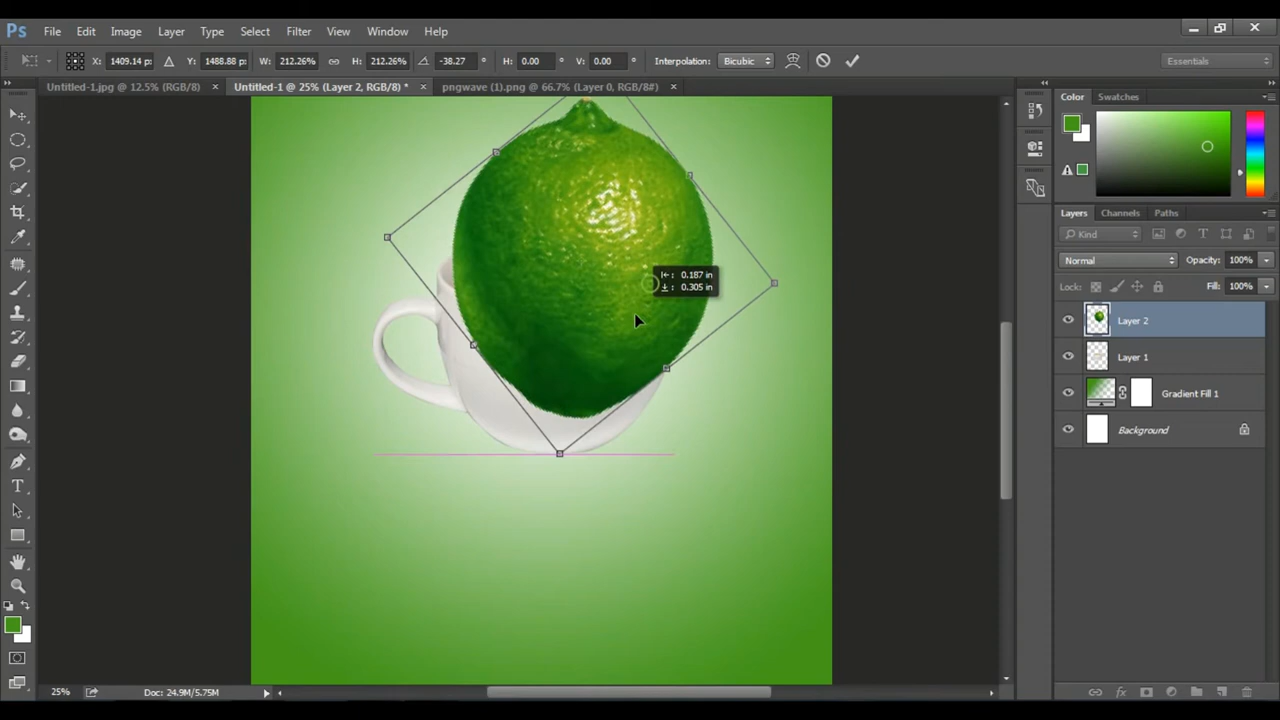 Ps File Edit Image Layer Type Select Filter View Window Help
X: 1409.14 p: Y: 1488.88 p: W: 212.26% H: 212.26% -38.27 ° H: 0.00 ° V: 0.00 ° Interpolation: Bicubic Essentials
Untitled-1.jpg @ 12.5% (RGB/8) × Untitled-1 @ 25% (Layer 2, RGB/8) * × pngwave (1).png @ 66.7% (Layer 0, RGB/8#) ×
Color Swatches
Layers Channels Paths
Kind
Normal Opacity: 100%
Lock: Fill: 100%
0.187 in
0.305 in
Layer 2
Layer 1
Gradient Fill 1
Background
25% Doc: 24.9M/5.75M